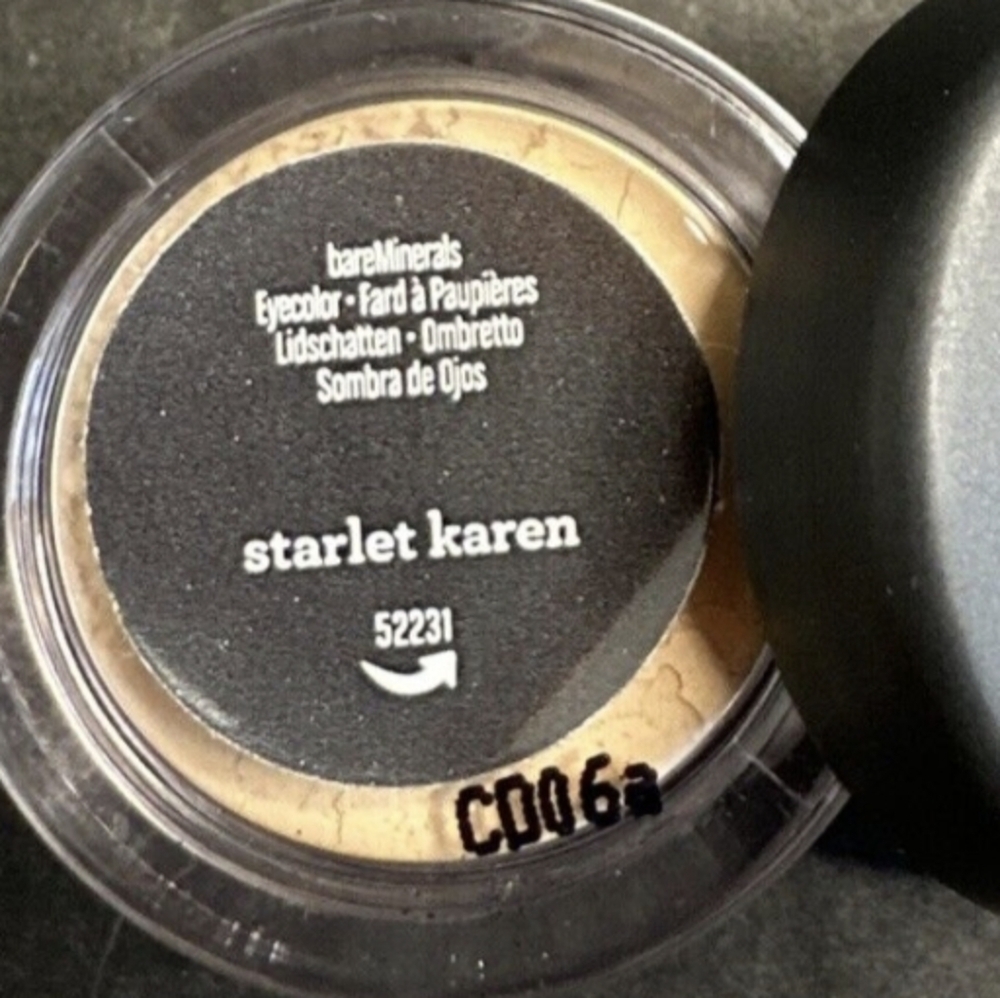 bareMinerals
Eyecolor • Fard à Paupières
Lidschatten • Ombretto
Sombra de Ojos
starlet karen
52231
CD06a